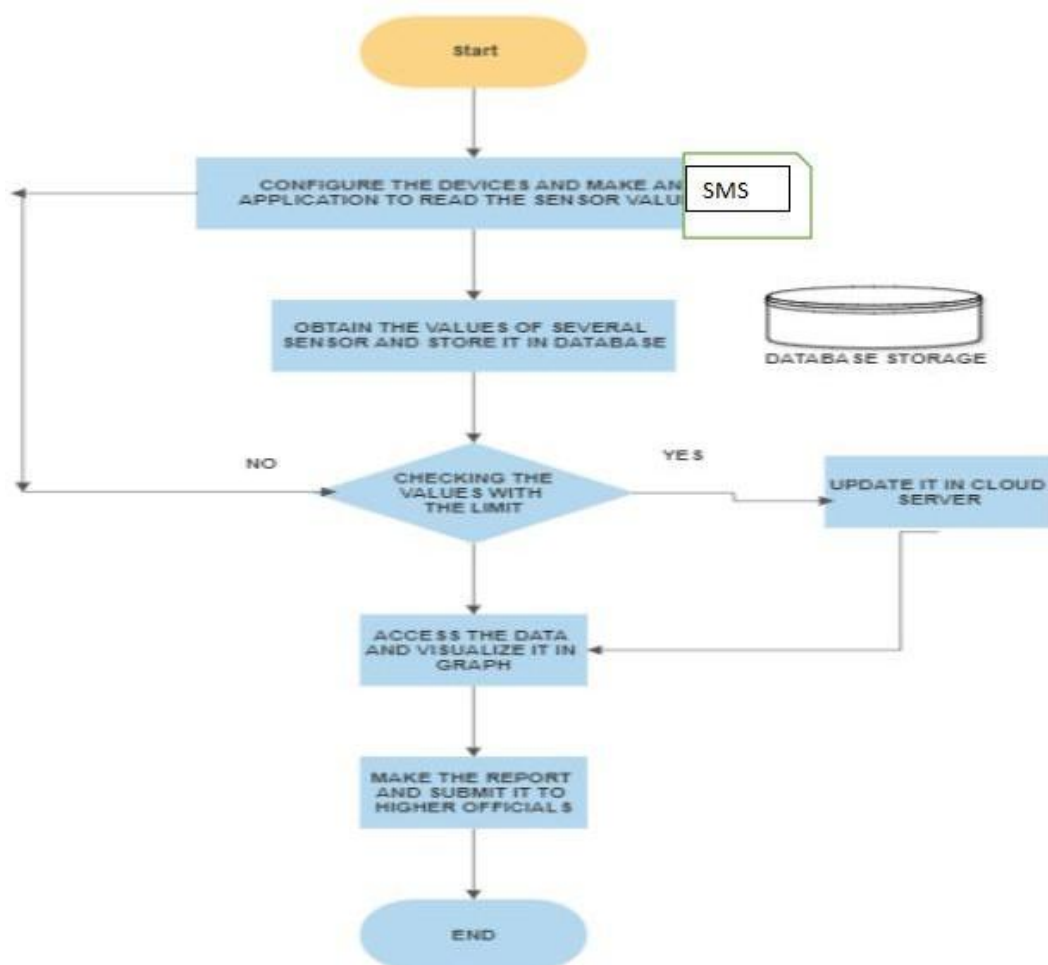 Start
CONFIGURE THE DEVICES AND MAKE AN
APPLICATION TO READ THE SENSOR VALU
SMS
OBTAIN THE VALUES OF SEVERAL
SENSOR AND STORE IT IN DATABASE
DATABASE STORAGE
NO
YES
CHECKING THE
VALUES WITH
THE LIMIT
UPDATE IT IN CLOUD
SERVER
ACCESS THE DATA
AND VISUALIZE IT IN
GRAPH
MAKE THE REPORT
AND SUBMIT IT TO
HIGHER OFFICIALS
END